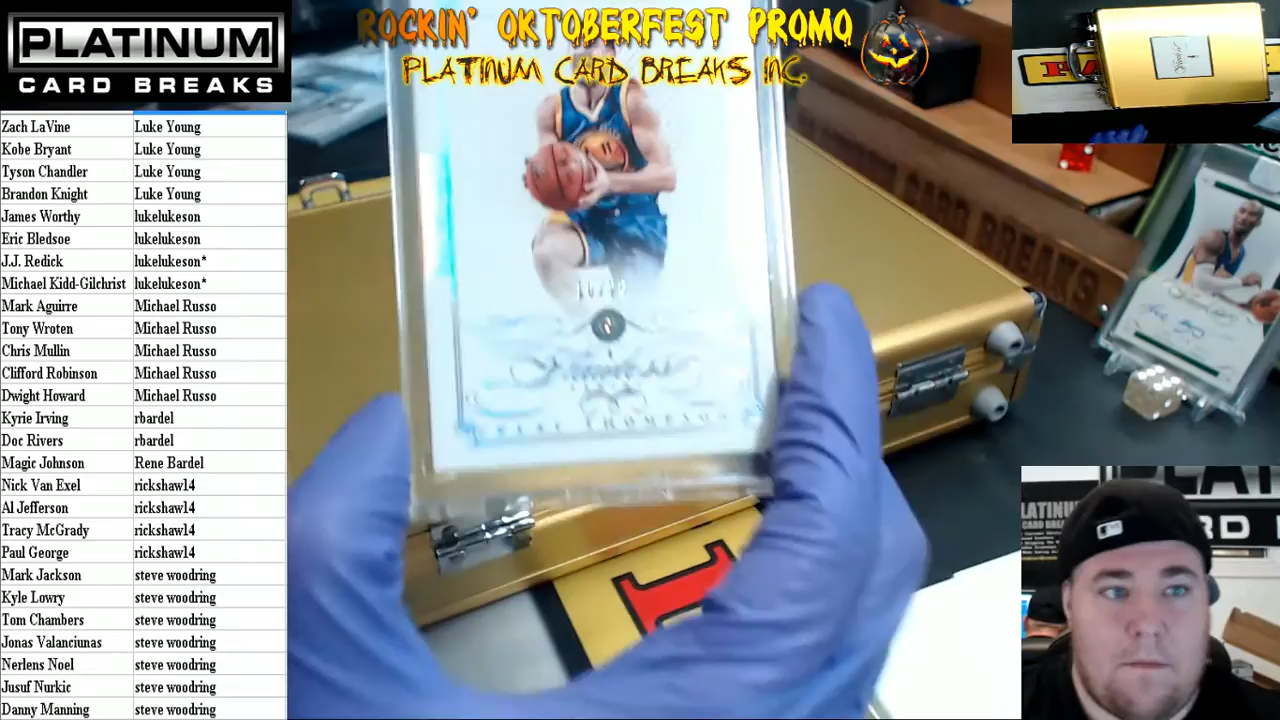 PLATINUM
CARD BREAKS
ROCKIN' OKTOBERFEST PROMO
PLATINUM CARD BREAKS INC.
Zach LaVine Luke Young
Kobe Bryant Luke Young
Tyson Chandler Luke Young
Brandon Knight Luke Young
James Worthy lukelukeson
Eric Bledsoe lukelukeson
J.J. Redick lukelukeson*
Michael Kidd-Gilchrist lukelukeson*
Mark Aguirre Michael Russo
Tony Wroten Michael Russo
Chris Mullin Michael Russo
Clifford Robinson Michael Russo
Dwight Howard Michael Russo
Kyrie Irving rbardel
Doc Rivers rbardel
Magic Johnson Rene Bardel
Nick Van Exel rickshaw14
Al Jefferson rickshaw14
Tracy McGrady rickshaw14
Paul George rickshaw14
Mark Jackson steve woodring
Kyle Lowry steve woodring
Tom Chambers steve woodring
Jonas Valanciunas steve woodring
Nerlens Noel steve woodring
Jusuf Nurkic steve woodring
Danny Manning steve woodring
Flawless
KLAY THOMPSON
CARD BREAKS